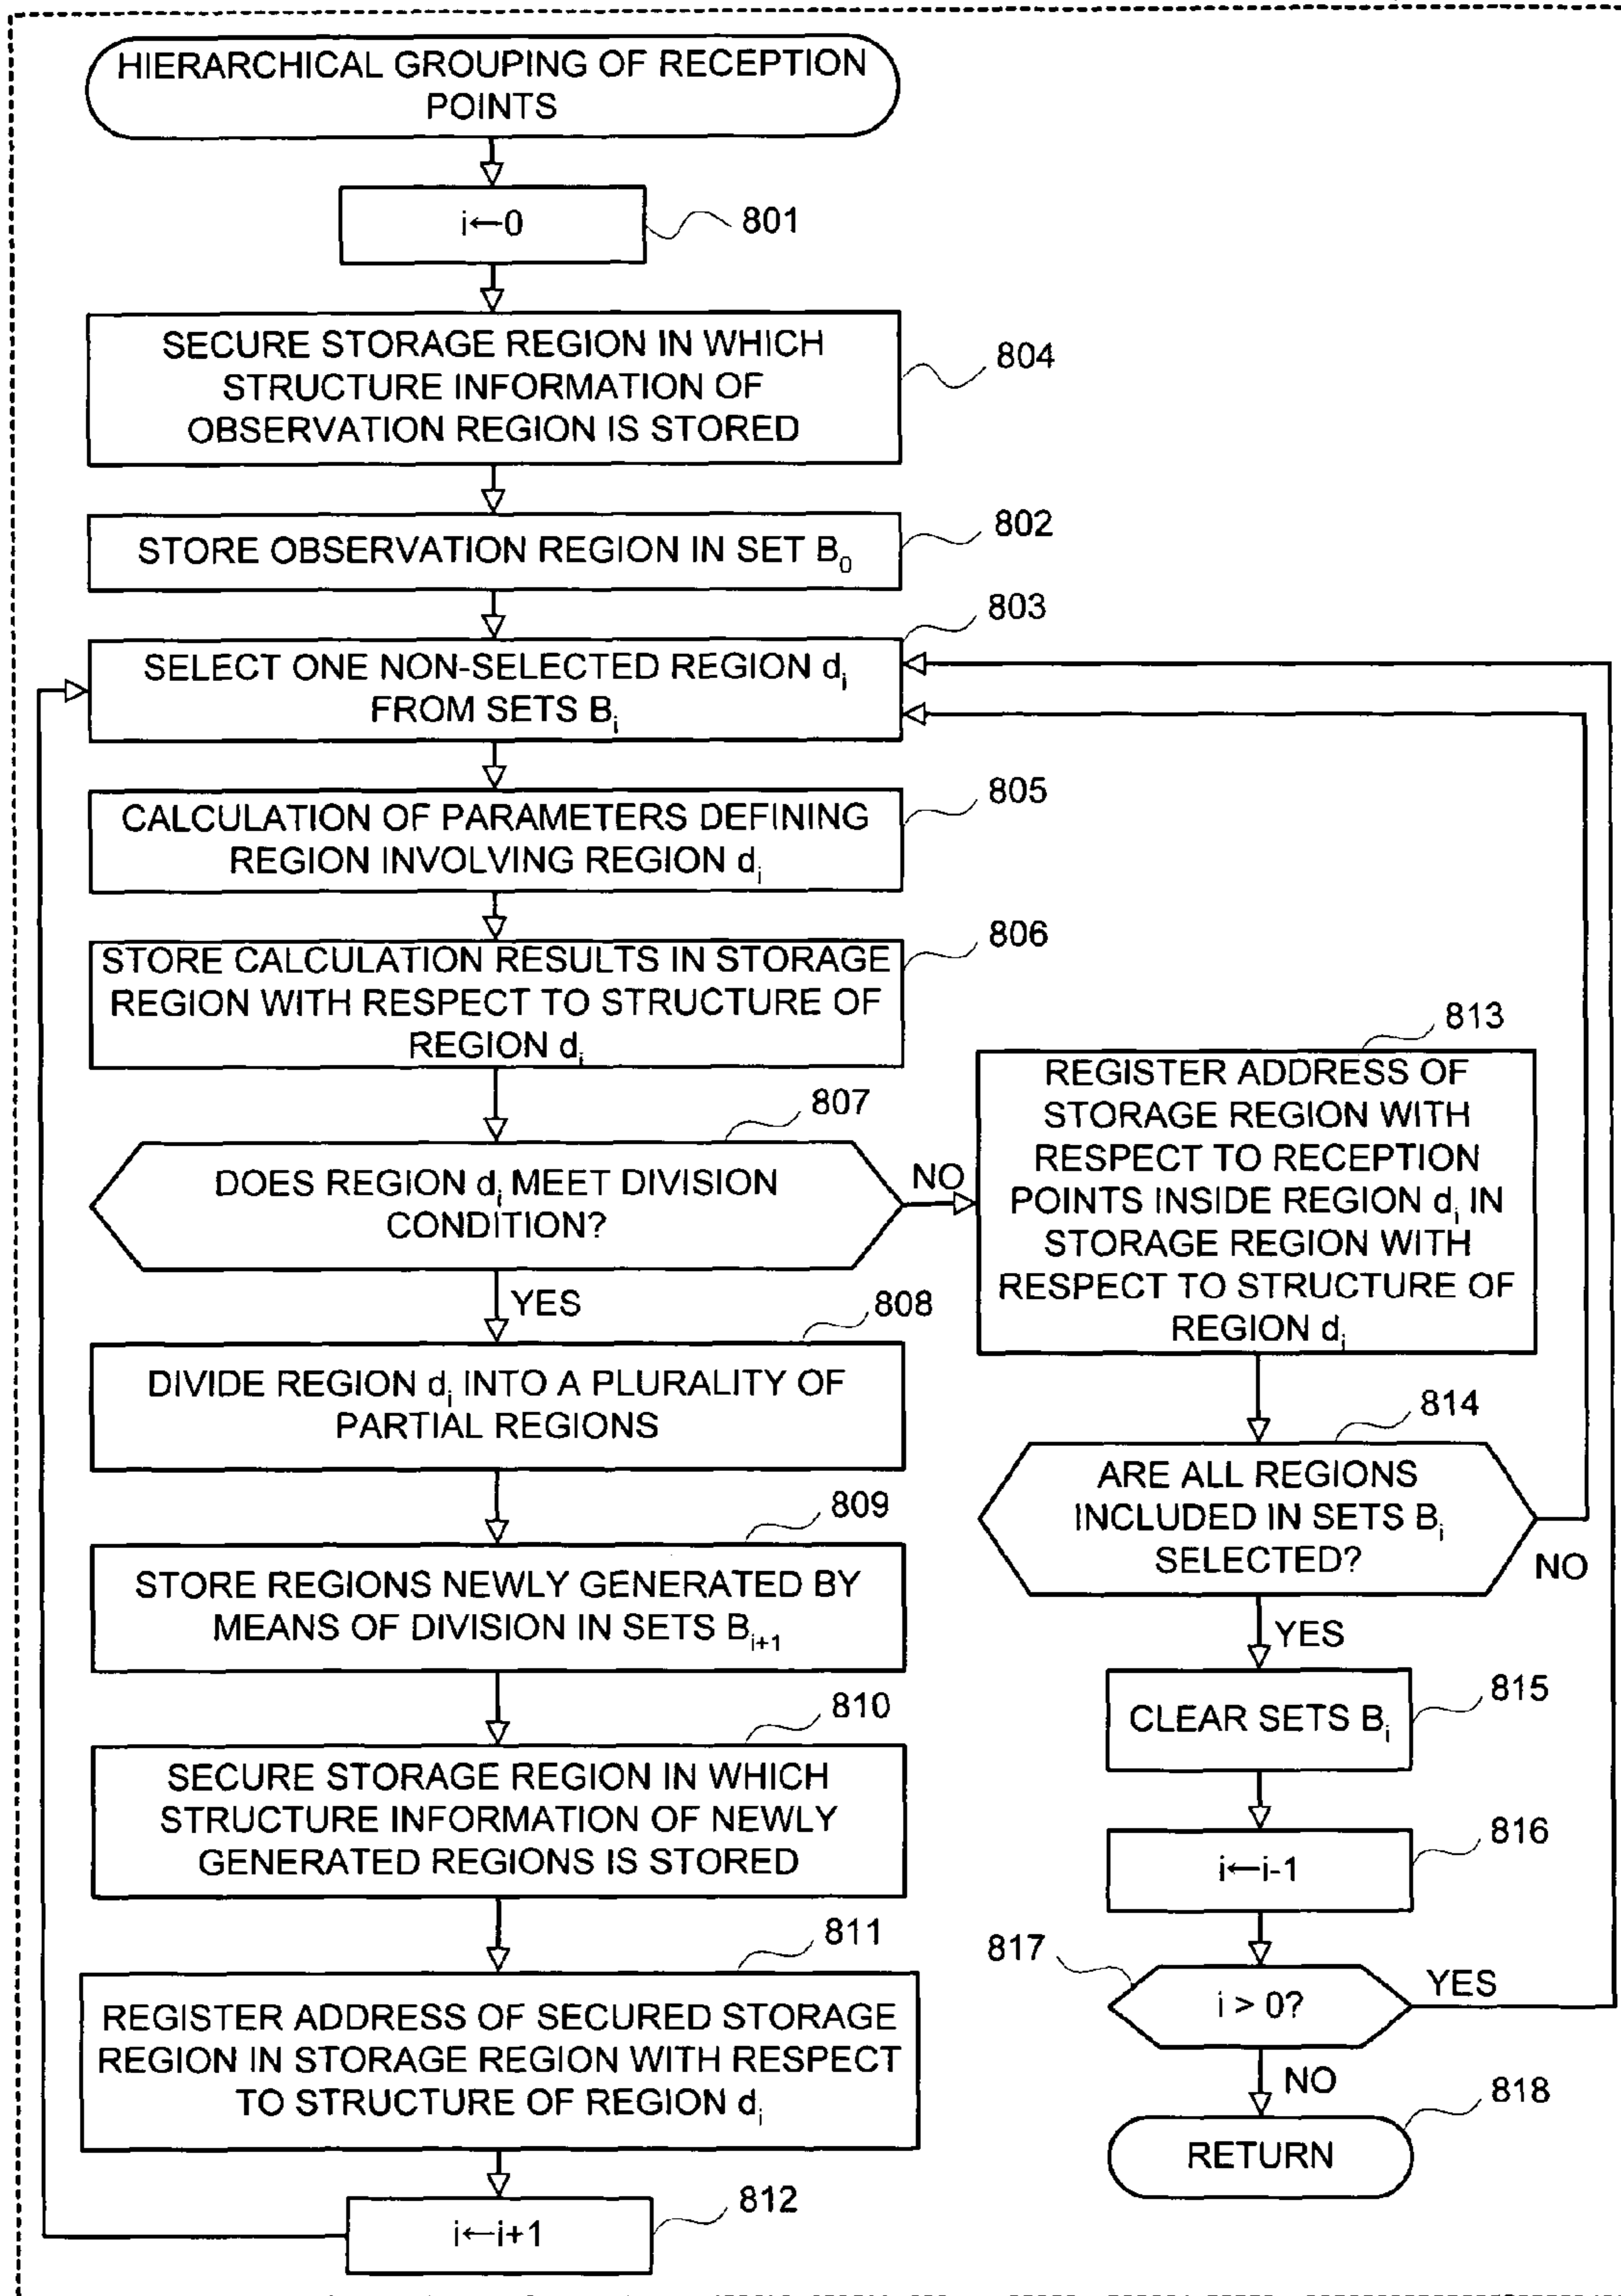 HIERARCHICAL GROUPING OF RECEPTION
POINTS
i←0
801
SECURE STORAGE REGION IN WHICH
STRUCTURE INFORMATION OF
OBSERVATION REGION IS STORED
804
STORE OBSERVATION REGION IN SET B0
802
803
SELECT ONE NON-SELECTED REGION di
FROM SETS Bi
805
CALCULATION OF PARAMETERS DEFINING
REGION INVOLVING REGION di
806
STORE CALCULATION RESULTS IN STORAGE
REGION WITH RESPECT TO STRUCTURE OF
REGION di
807
DOES REGION di MEET DIVISION
CONDITION?
NO
YES
808
DIVIDE REGION di INTO A PLURALITY OF
PARTIAL REGIONS
809
STORE REGIONS NEWLY GENERATED BY
MEANS OF DIVISION IN SETS Bi+1
810
SECURE STORAGE REGION IN WHICH
STRUCTURE INFORMATION OF NEWLY
GENERATED REGIONS IS STORED
811
REGISTER ADDRESS OF SECURED STORAGE
REGION IN STORAGE REGION WITH RESPECT
TO STRUCTURE OF REGION di
812
i←i+1
813
REGISTER ADDRESS OF
STORAGE REGION WITH
RESPECT TO RECEPTION
POINTS INSIDE REGION di IN
STORAGE REGION WITH
RESPECT TO STRUCTURE OF
REGION di
814
ARE ALL REGIONS
INCLUDED IN SETS Bi
SELECTED?
NO
YES
815
CLEAR SETS Bi
816
i←i-1
817
i > 0?
YES
NO
818
RETURN